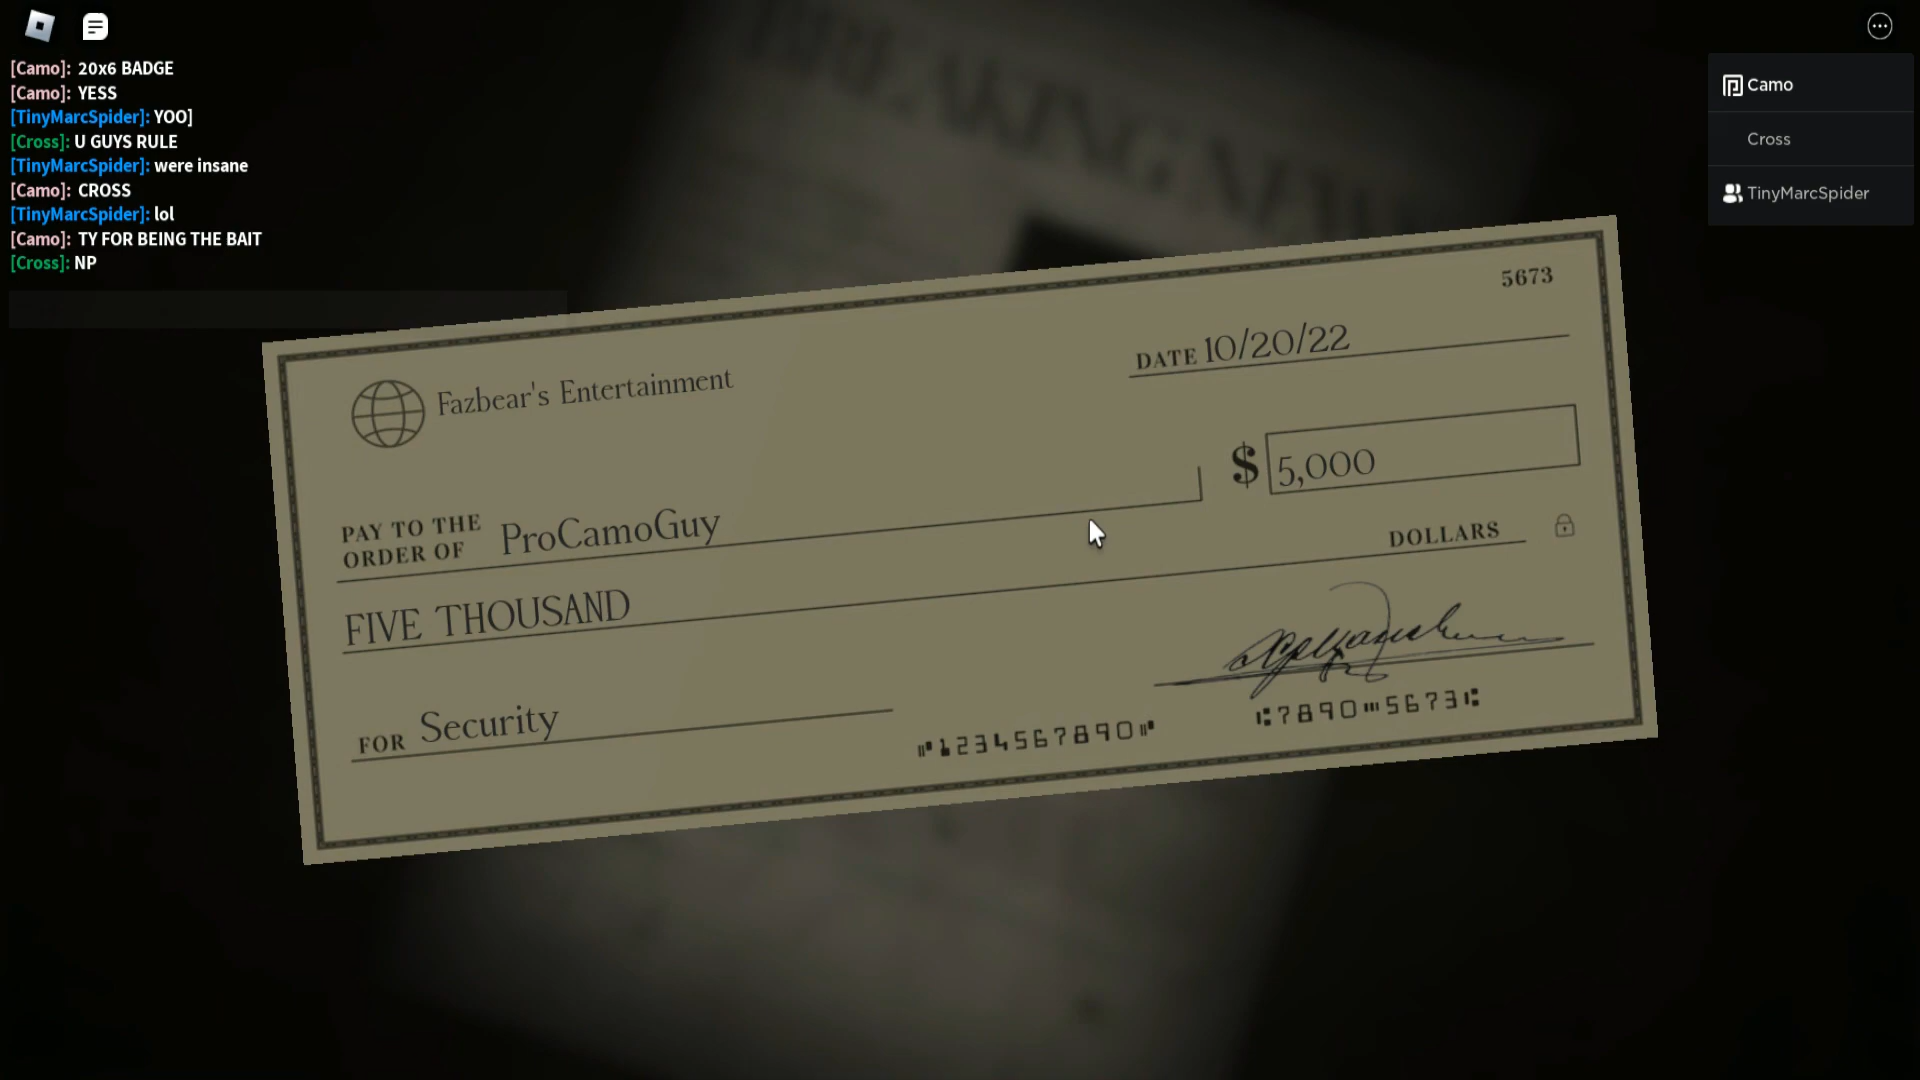 [Camo]: 20x6 BADGE
[Camo]: YESS
[TinyMarcSpider]: YOO]
[Cross]: U GUYS RULE
[TinyMarcSpider]: were insane
[Camo]: CROSS
[TinyMarcSpider]: lol
[Camo]: TY FOR BEING THE BAIT
[Cross]: NP
Camo
Cross
TinyMarcSpider
BREAKING NEWS
5673
DATE 10/20/22
Fazbear's Entertainment
$ 5,000
PAY TO THE
ORDER OF ProCamoGuy
FIVE THOUSAND DOLLARS
FOR Security
⑈1234567890⑈ ⑆7890⑉5673⑆